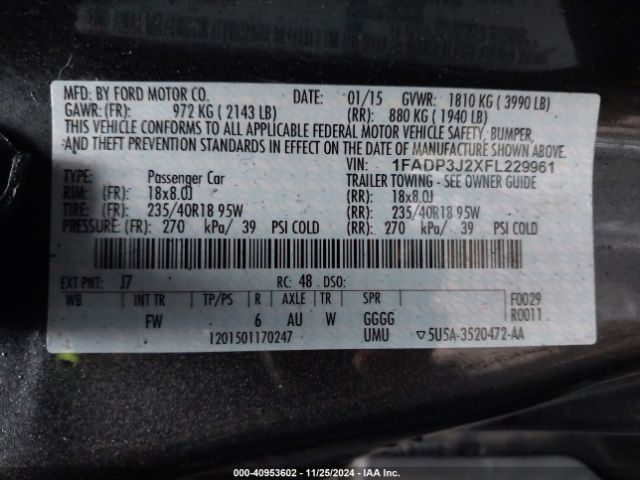 MFD. BY FORD MOTOR CO. DATE: 01/15 GVWR: 1810 KG ( 3990 LB)
GAWR: (FR): 972 KG ( 2143 LB) (RR): 880 KG ( 1940 LB)
THIS VEHICLE CONFORMS TO ALL APPLICABLE FEDERAL MOTOR VEHICLE SAFETY, BUMPER,
AND THEFT PREVENTION STANDARDS IN EFFECT ON THE DATE OF MANUFACTURE SHOWN ABOVE.
VIN: 1FADP3J2XFL229961
TYPE: Passenger Car TRAILER TOWING - SEE OWNER GUIDE
RIM: (FR): 18x8.0J (RR): 18x8.0J
TIRE: (FR): 235/40R18 95W (RR): 235/40R18 95W
PRESSURE: (FR): 270 kPa/ 39 PSI COLD (RR): 270 kPa/ 39 PSI COLD
EXT PNT: J7 RC: 48 DSO:
WB INT TR TP/PS R AXLE TR SPR F0029
FW 6 AU W GGGG R0011
1201501170247 UMU ▽5U5A-3520472-AA
000-40953602 - 11/25/2024 - IAA Inc.